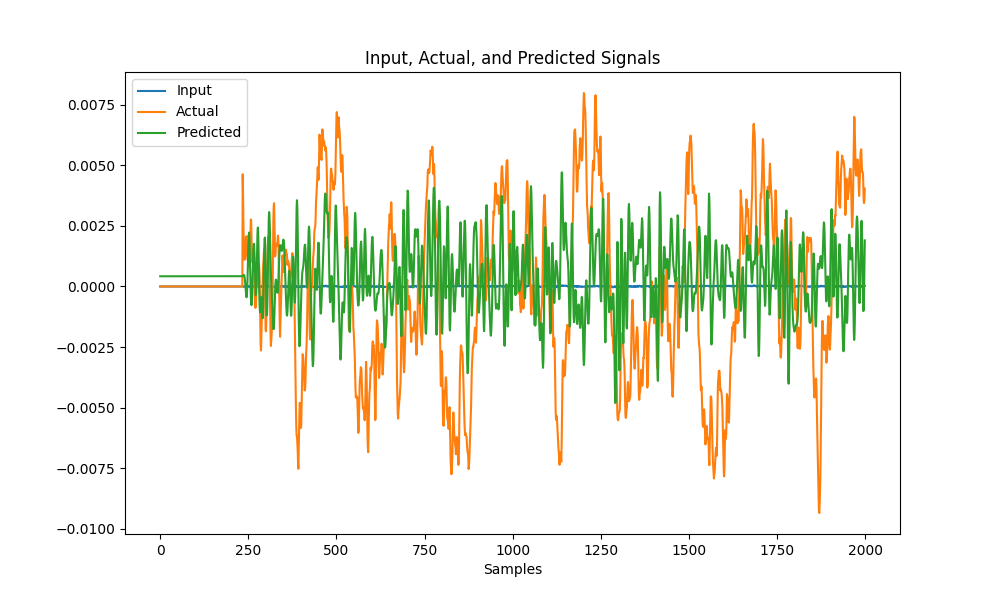 Input, Actual, and Predicted Signals
Input
Actual
Predicted
0.0075
0.0050
0.0025
0.0000
−0.0025
−0.0050
−0.0075
−0.0100
0 250 500 750 1000 1250 1500 1750 2000
Samples